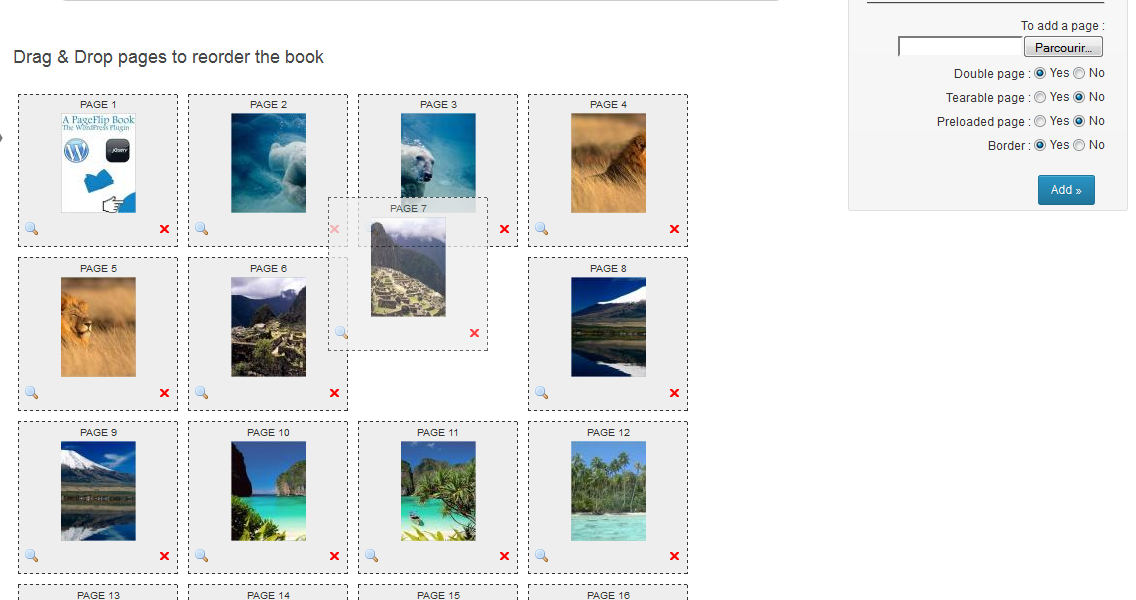 Drag & Drop pages to reorder the book
PAGE 1
PAGE 2
PAGE 3
PAGE 4
A PageFlip Book
The WordPress Plugin
jQuery
PAGE 7
PAGE 5
PAGE 6
PAGE 8
PAGE 9
PAGE 10
PAGE 11
PAGE 12
PAGE 13
PAGE 14
PAGE 15
PAGE 16
To add a page :
Parcourir...
Double page : Yes No
Tearable page : Yes No
Preloaded page : Yes No
Border : Yes No
Add »